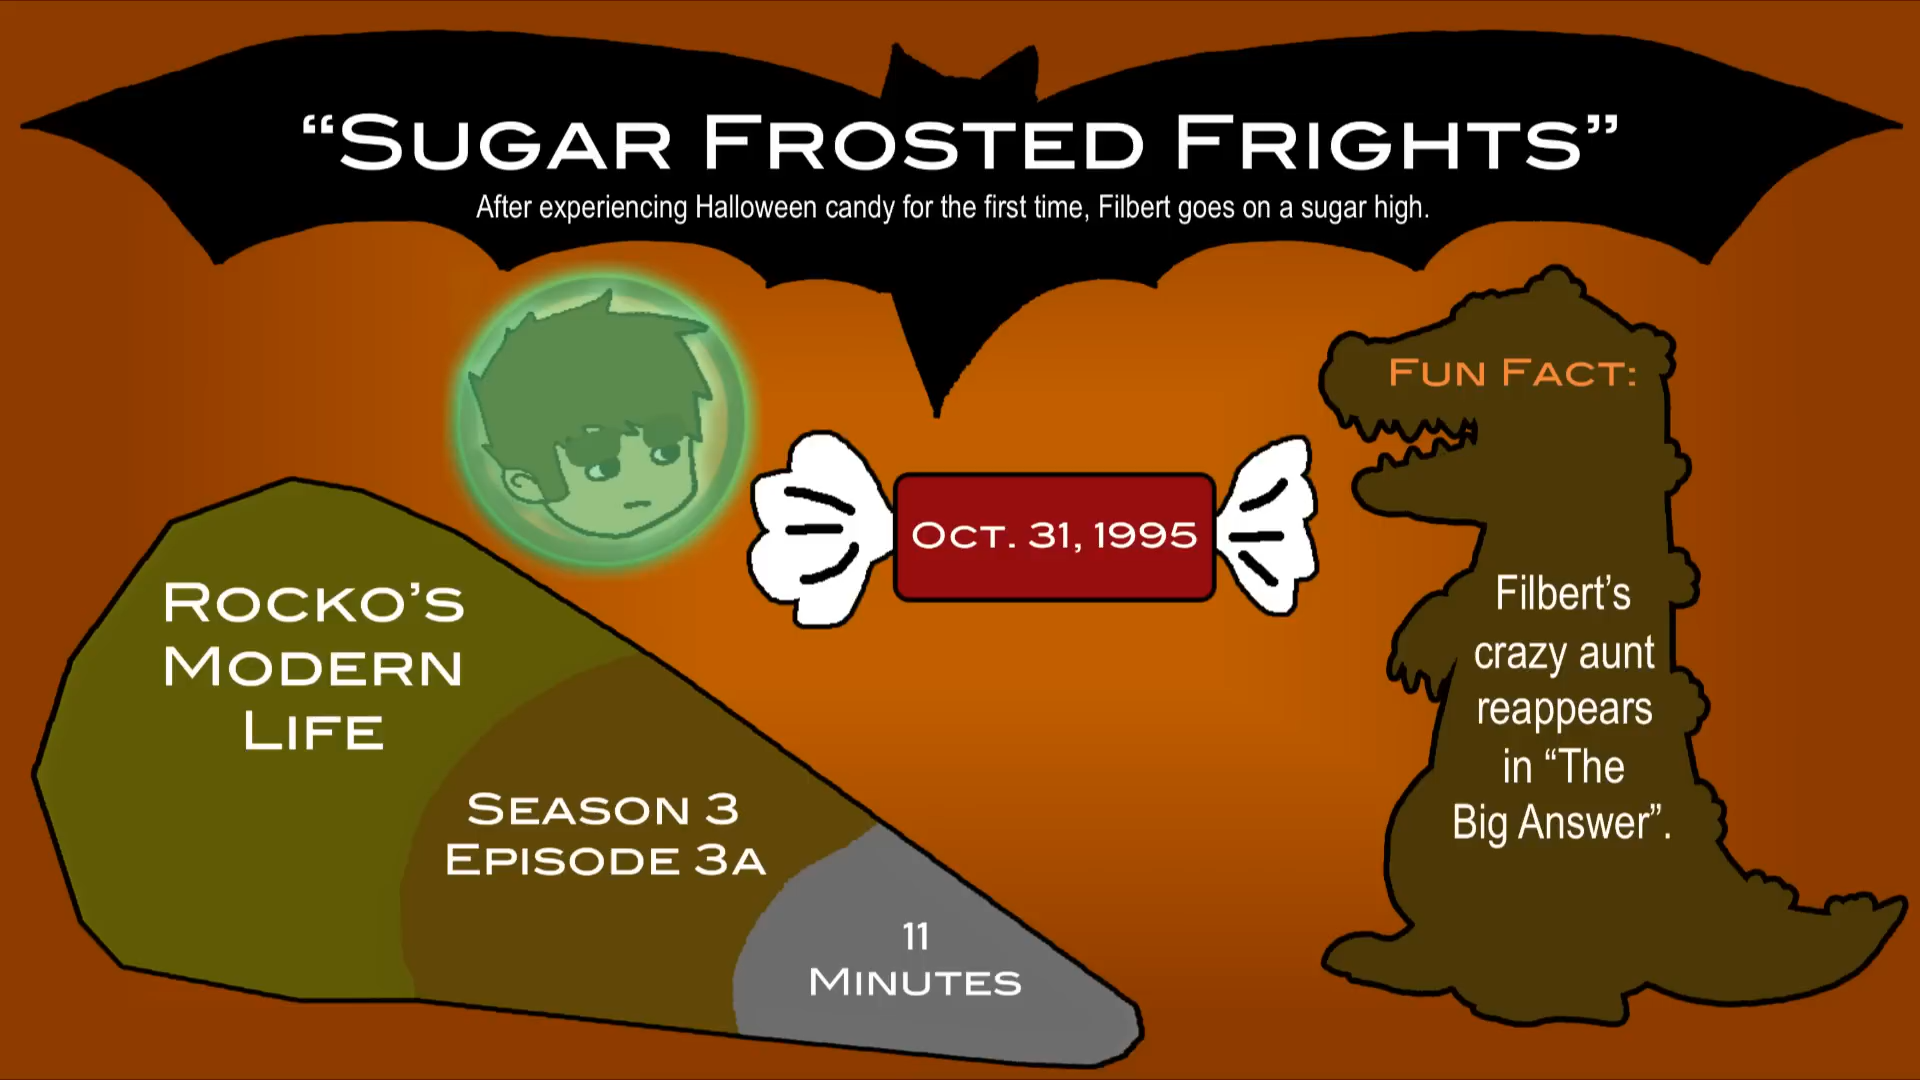 “SUGAR FROSTED FRIGHTS”
After experiencing Halloween candy for the first time, Filbert goes on a sugar high.
FUN FACT:
OCT. 31, 1995
Filbert’s
crazy aunt
reappears
in “The
Big Answer”.
ROCKO’S
MODERN
LIFE
SEASON 3
EPISODE 3A
11
MINUTES